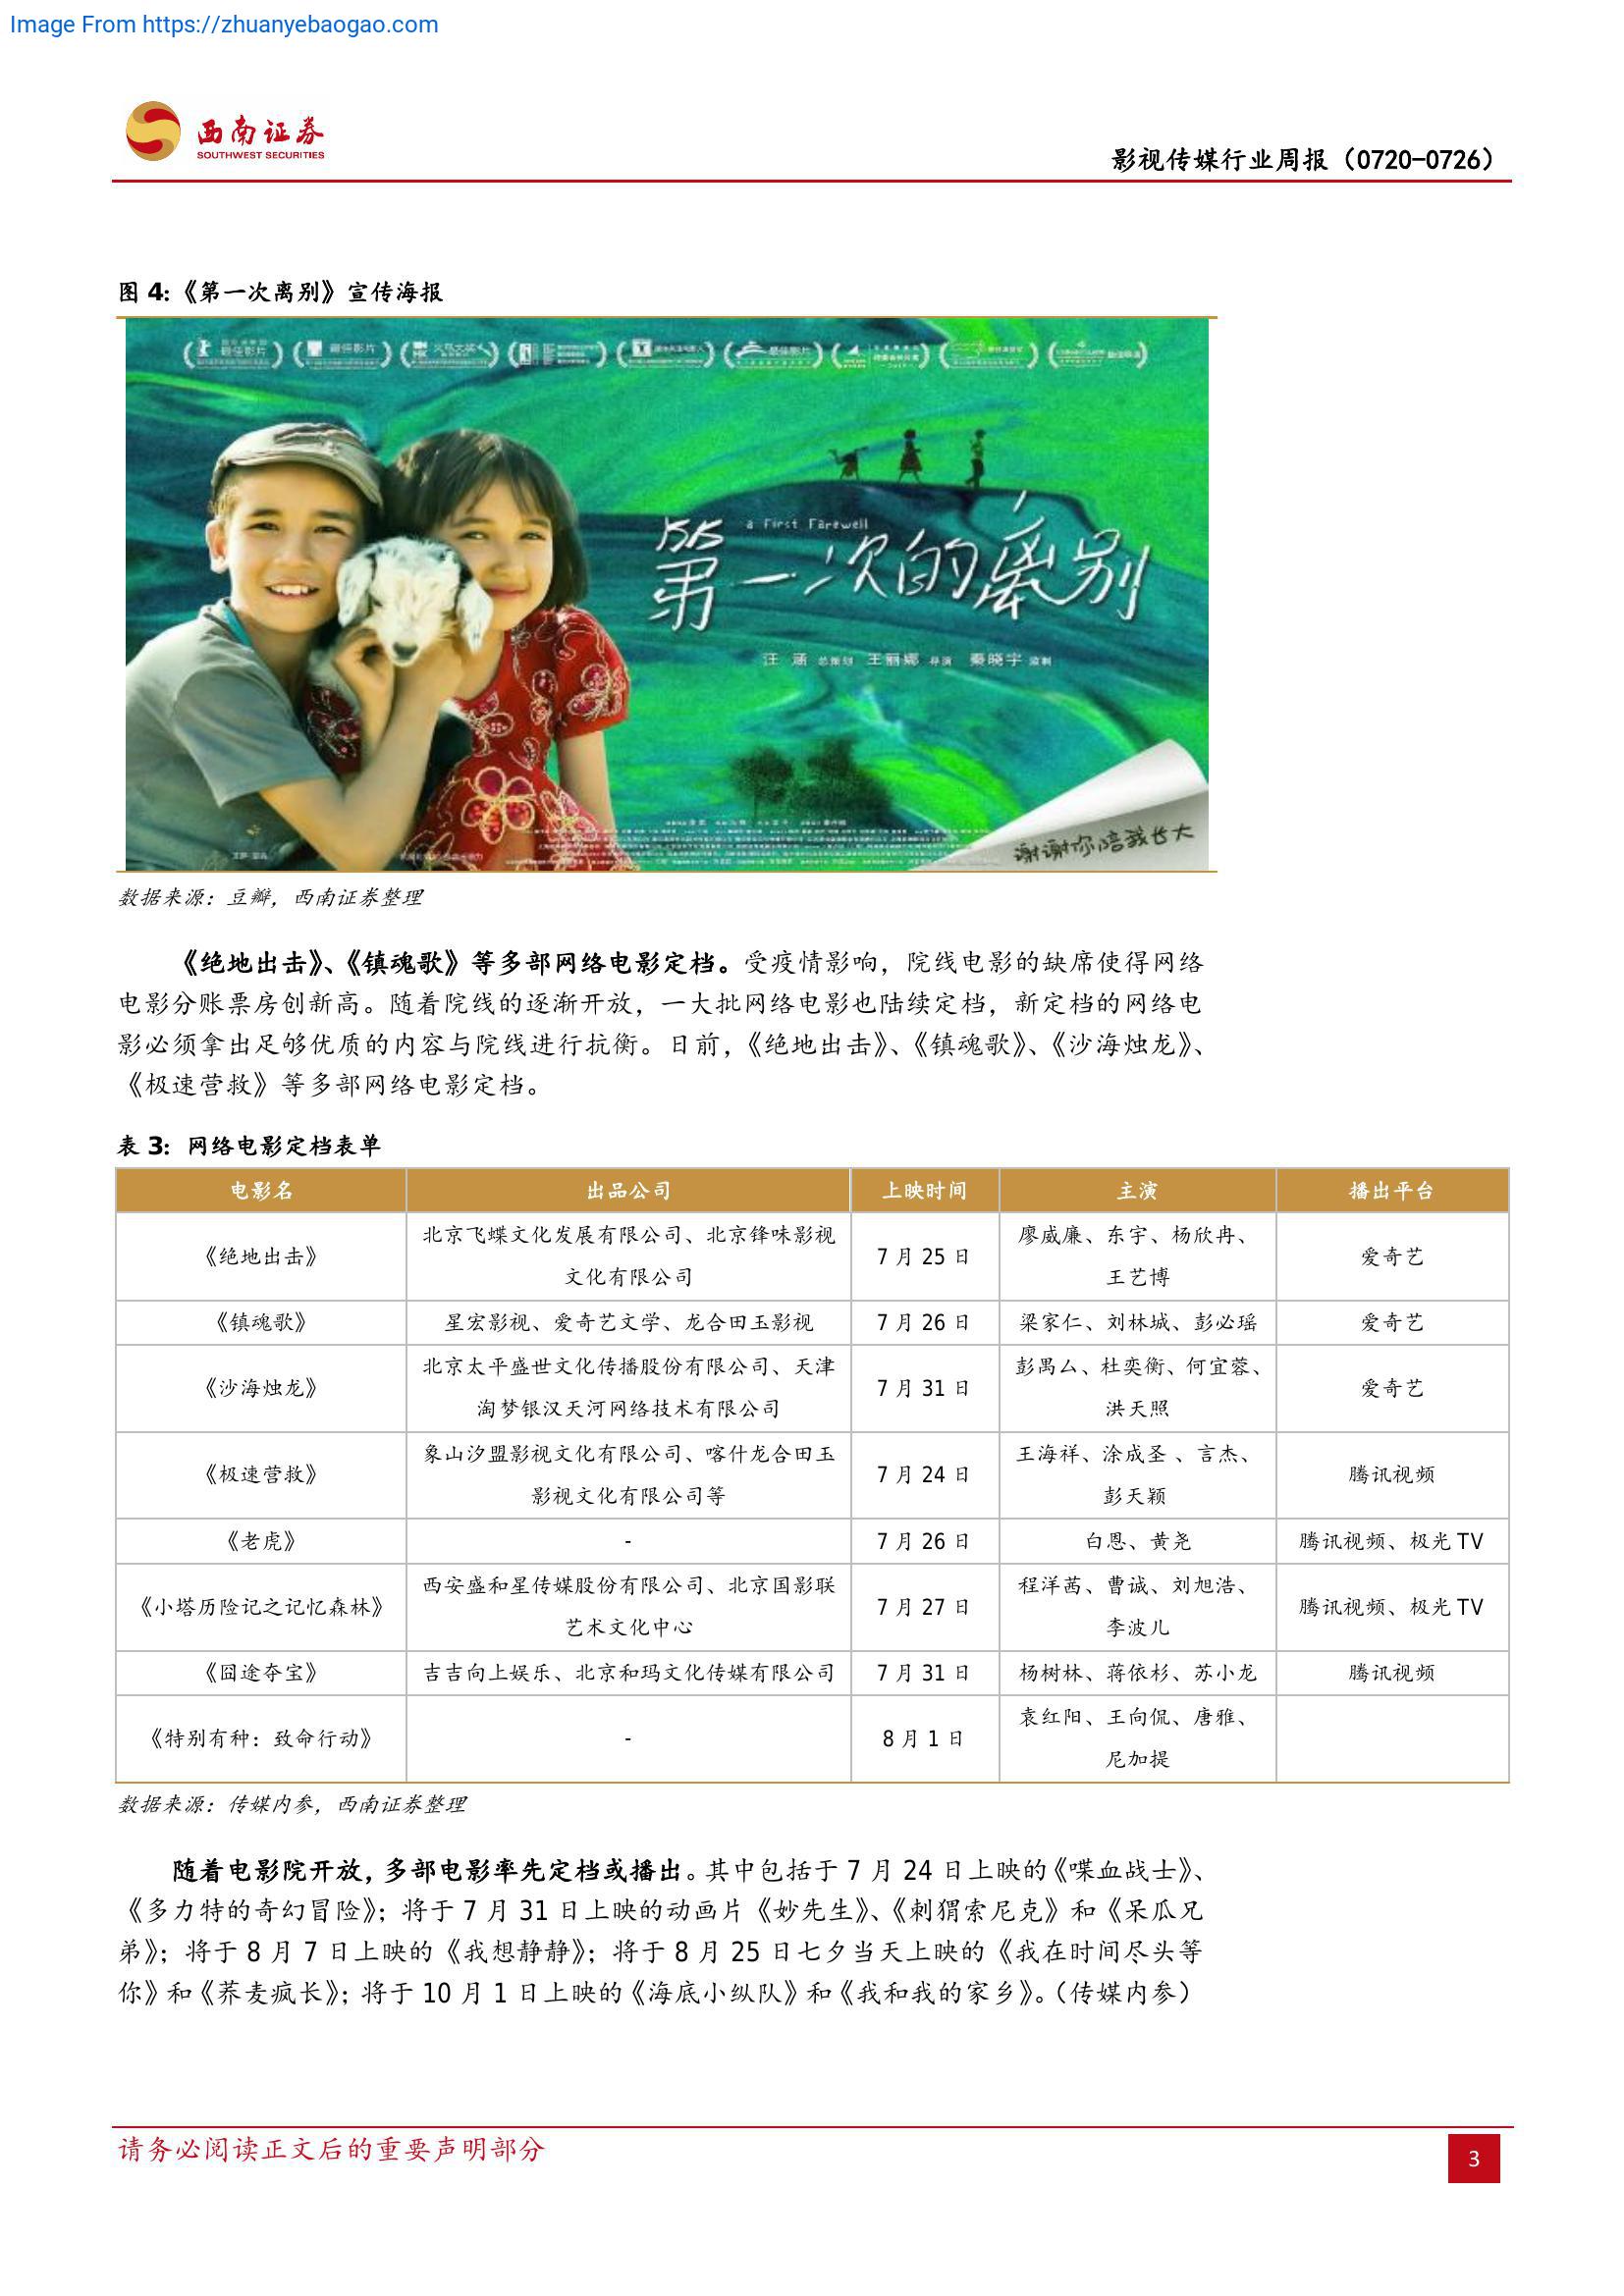 Image From https://zhuanyebaogao.com
西南证券
SOUTHWEST SECURITIES
影视传媒行业周报（0720-0726）
图 4：《第一次离别》宣传海报
最佳影片
最佳影片
火鸟大奖
最佳影片
a First Farewell
第一次的离别
汪涵 总策划 王丽娜 导演 秦晓宇 监制
谢谢你陪我长大
数据来源：豆瓣，西南证券整理
《绝地出击》、《镇魂歌》等多部网络电影定档。受疫情影响，院线电影的缺席使得网络
电影分账票房创新高。随着院线的逐渐开放，一大批网络电影也陆续定档，新定档的网络电
影必须拿出足够优质的内容与院线进行抗衡。日前，《绝地出击》、《镇魂歌》、《沙海烛龙》、
《极速营救》等多部网络电影定档。
表 3：网络电影定档表单
电影名 出品公司 上映时间 主演 播出平台
《绝地出击》 北京飞蝶文化发展有限公司、北京锋味影视 7 月 25 日 廖威廉、东宇、杨欣冉、 爱奇艺
文化有限公司 王艺博
《镇魂歌》 星宏影视、爱奇艺文学、龙合田玉影视 7 月 26 日 梁家仁、刘林城、彭必瑶 爱奇艺
《沙海烛龙》 北京太平盛世文化传播股份有限公司、天津 7 月 31 日 彭禺厶、杜奕衡、何宜蓉、 爱奇艺
淘梦银汉天河网络技术有限公司 洪天照
《极速营救》 象山汐盟影视文化有限公司、喀什龙合田玉 7 月 24 日 王海祥、涂成圣 、言杰、 腾讯视频
影视文化有限公司等 彭天颖
《老虎》 - 7 月 26 日 白恩、黄尧 腾讯视频、极光 TV
《小塔历险记之记忆森林》 西安盛和星传媒股份有限公司、北京国影联 7 月 27 日 程洋茜、曹诚、刘旭浩、 腾讯视频、极光 TV
艺术文化中心 李波儿
《囧途夺宝》 吉吉向上娱乐、北京和玛文化传媒有限公司 7 月 31 日 杨树林、蒋依杉、苏小龙 腾讯视频
《特别有种：致命行动》 - 8 月 1 日 袁红阳、王向侃、唐雅、
尼加提
数据来源：传媒内参，西南证券整理
随着电影院开放，多部电影率先定档或播出。其中包括于 7 月 24 日上映的《喋血战士》、
《多力特的奇幻冒险》；将于 7 月 31 日上映的动画片《妙先生》、《刺猬索尼克》和《呆瓜兄
弟》；将于 8 月 7 日上映的《我想静静》；将于 8 月 25 日七夕当天上映的《我在时间尽头等
你》和《荞麦疯长》；将于 10 月 1 日上映的《海底小纵队》和《我和我的家乡》。（传媒内参）
请务必阅读正文后的重要声明部分
3